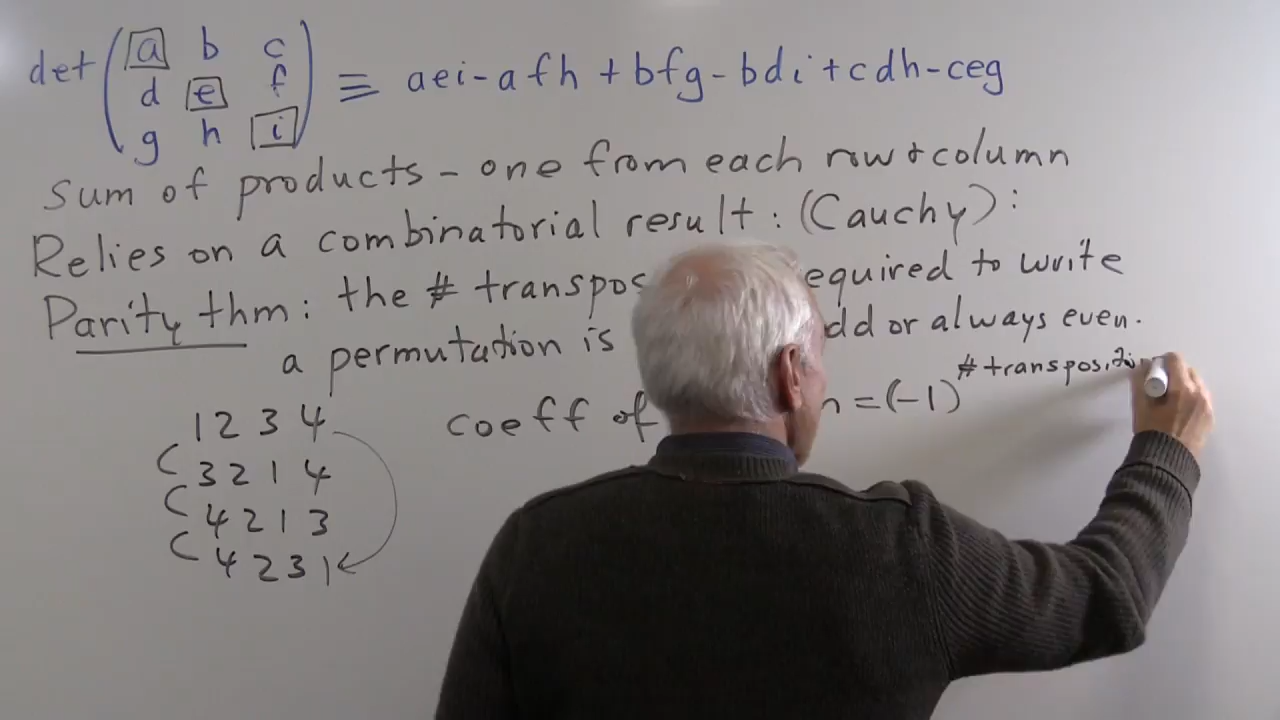 det ( a b c ) ≡ aei - afh + bfg - bdi + cdh - ceg
d e f
g h i
Sum of products - one from each row + column
Relies on a combinatorial result: (Cauchy):
Parity thm: the # transpos equired to write
a permutation is dd or always even.
coeff of n = (-1)^# transposi
1 2 3 4
3 2 1 4
4 2 1 3
4 2 3 1